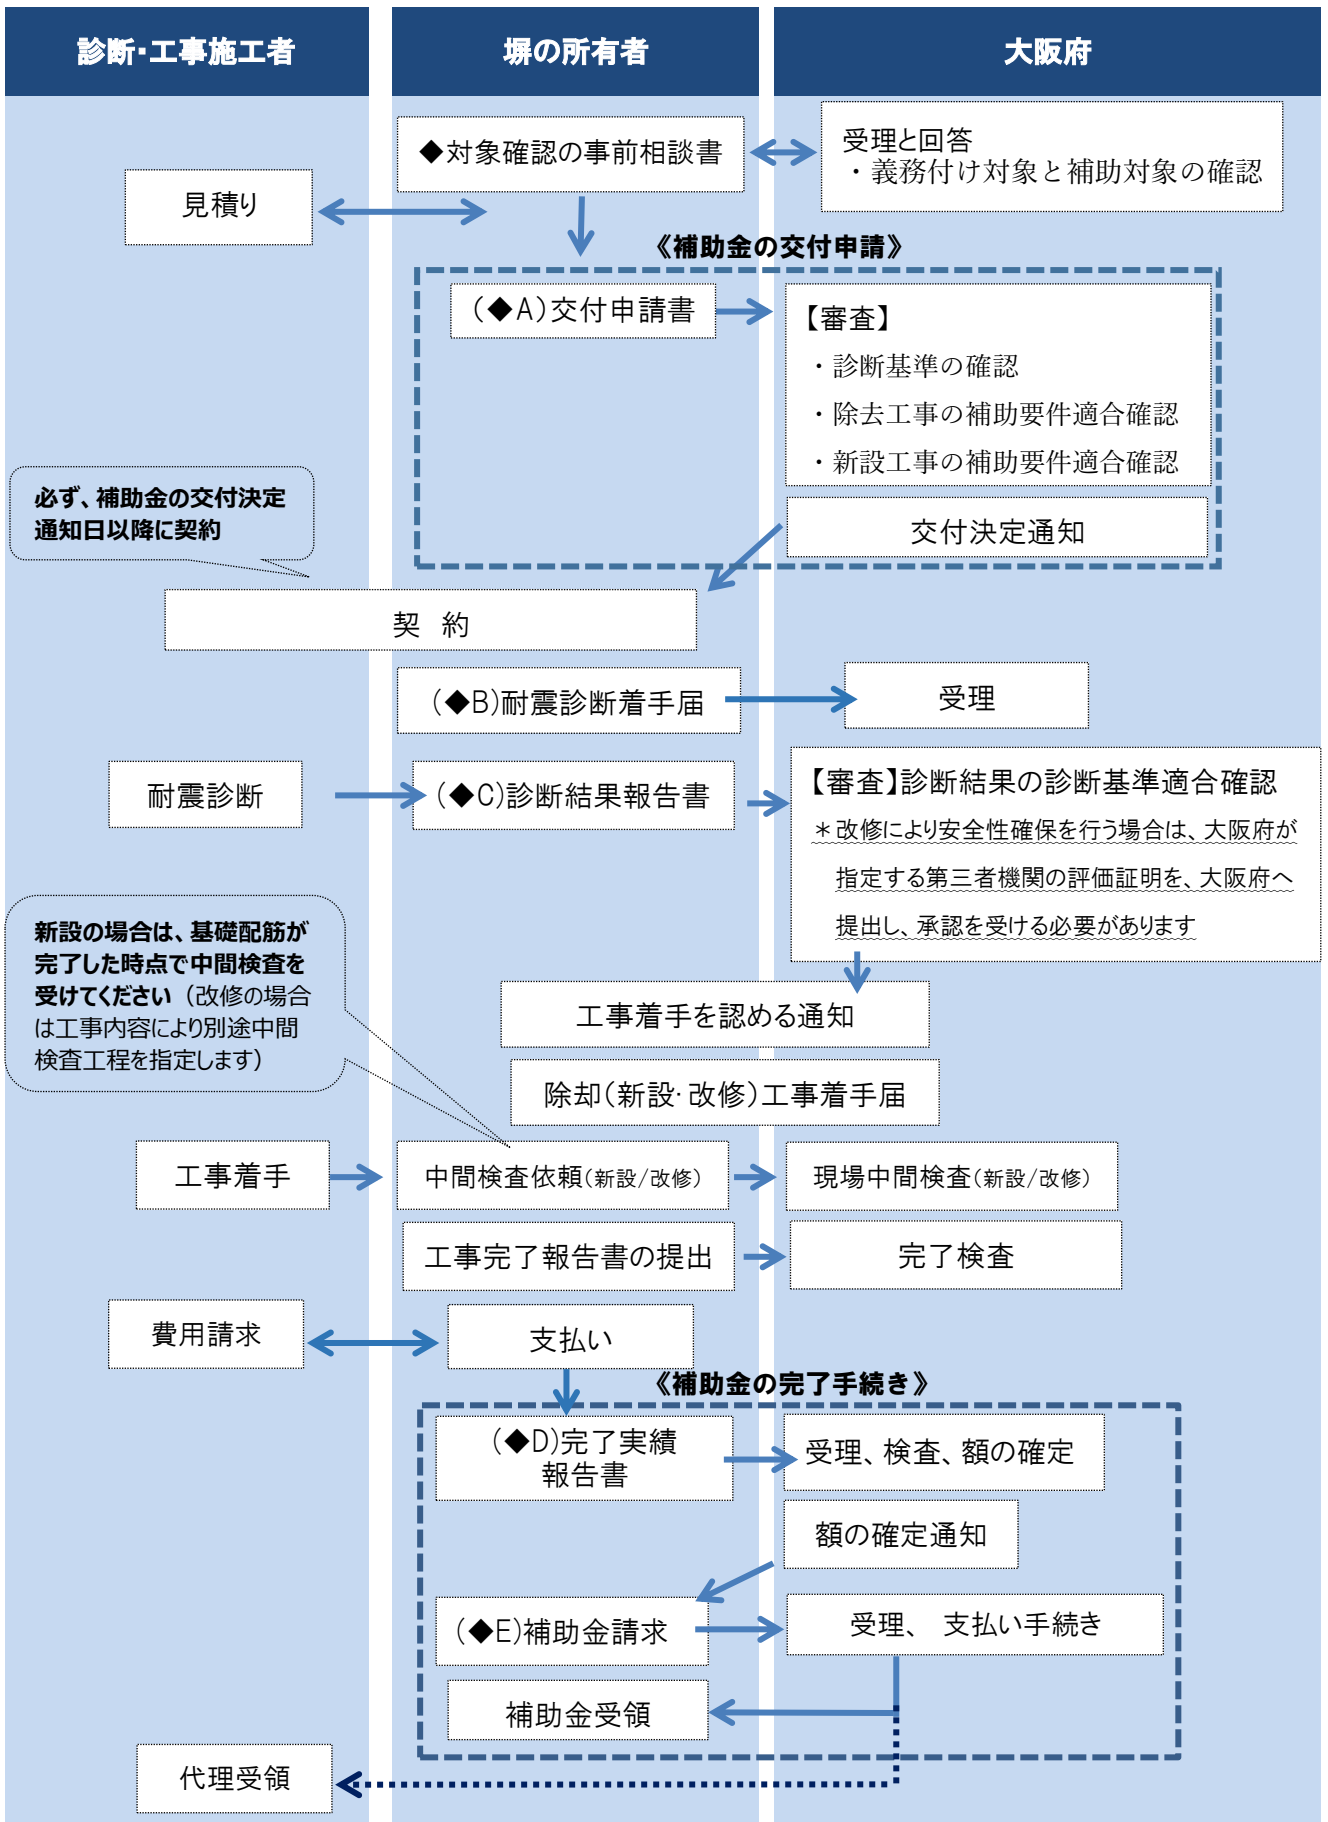 診断・工事施工者
塀の所有者
大阪府
◆対象確認の事前相談書
受理と回答
・義務付け対象と補助対象の確認
見積り
《補助金の交付申請》
(◆A)交付申請書
【審査】
・診断基準の確認
・除去工事の補助要件適合確認
・新設工事の補助要件適合確認
交付決定通知
必ず、補助金の交付決定
通知日以降に契約
契　約
(◆B)耐震診断着手届
受理
耐震診断
(◆C)診断結果報告書
【審査】診断結果の診断基準適合確認
＊改修により安全性確保を行う場合は、大阪府が
指定する第三者機関の評価証明を、大阪府へ
提出し、承認を受ける必要があります
新設の場合は、基礎配筋が
完了した時点で中間検査を
受けてください（改修の場合
は工事内容により別途中間
検査工程を指定します）
工事着手を認める通知
除却(新設・改修)工事着手届
工事着手
中間検査依頼(新設/改修)
現場中間検査(新設/改修)
工事完了報告書の提出
完了検査
費用請求
支払い
《補助金の完了手続き》
(◆D)完了実績
報告書
受理、検査、額の確定
額の確定通知
(◆E)補助金請求
受理、　支払い手続き
補助金受領
代理受領